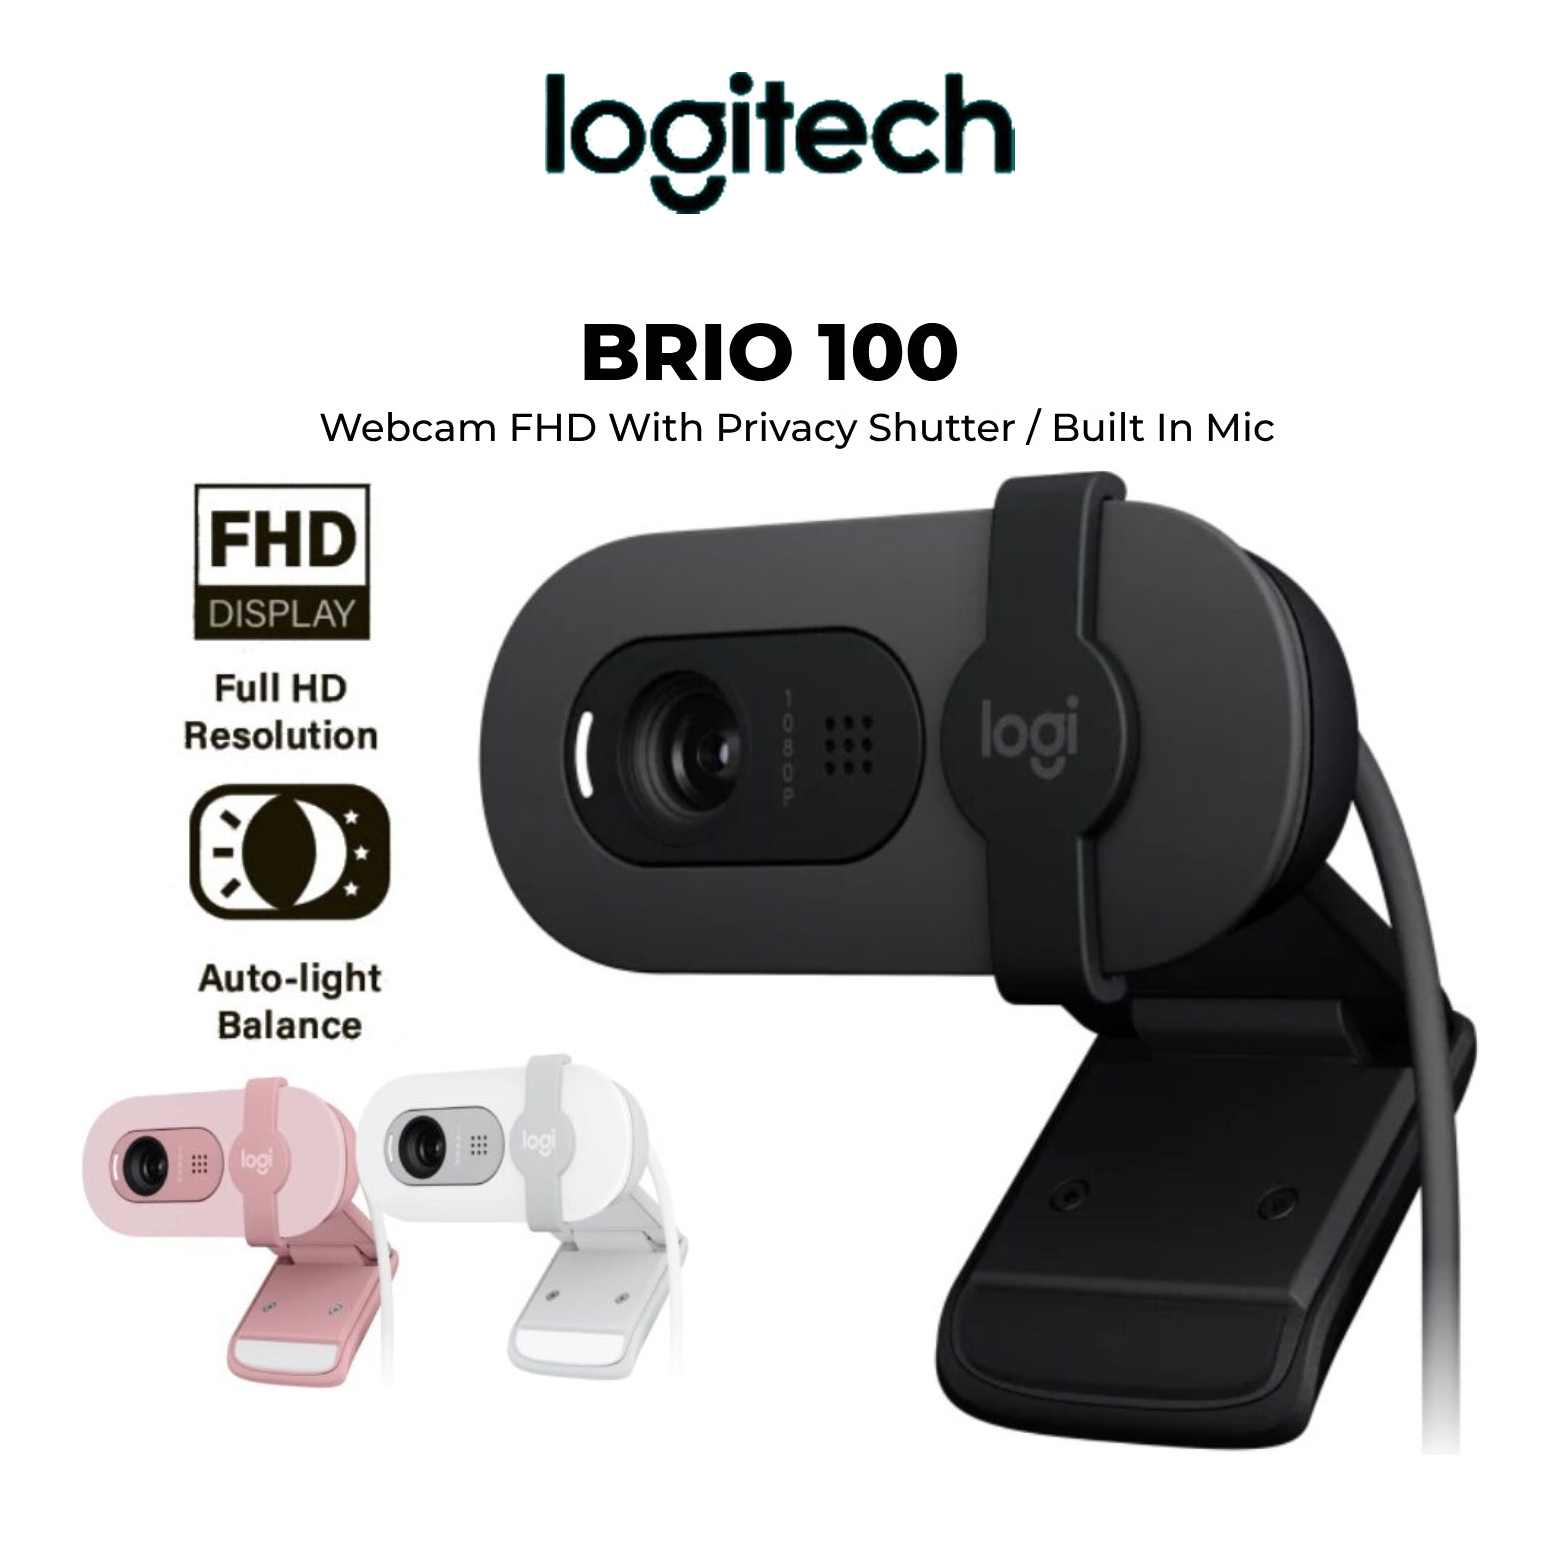 logitech
BRIO 100
Webcam FHD With Privacy Shutter / Built In Mic
FHD
DISPLAY
Full HD
Resolution
Auto-light
Balance
1080P
logi
logi
logi